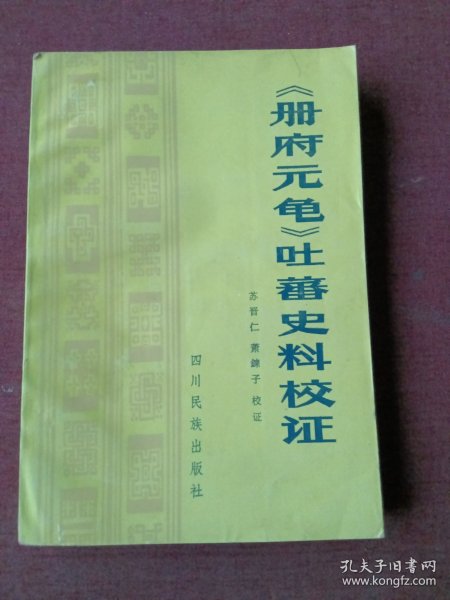 《册府元龟》吐蕃史料校证
苏晋仁 萧鍊子 校证
四川民族出版社
孔夫子旧书网
www.kongfz.com